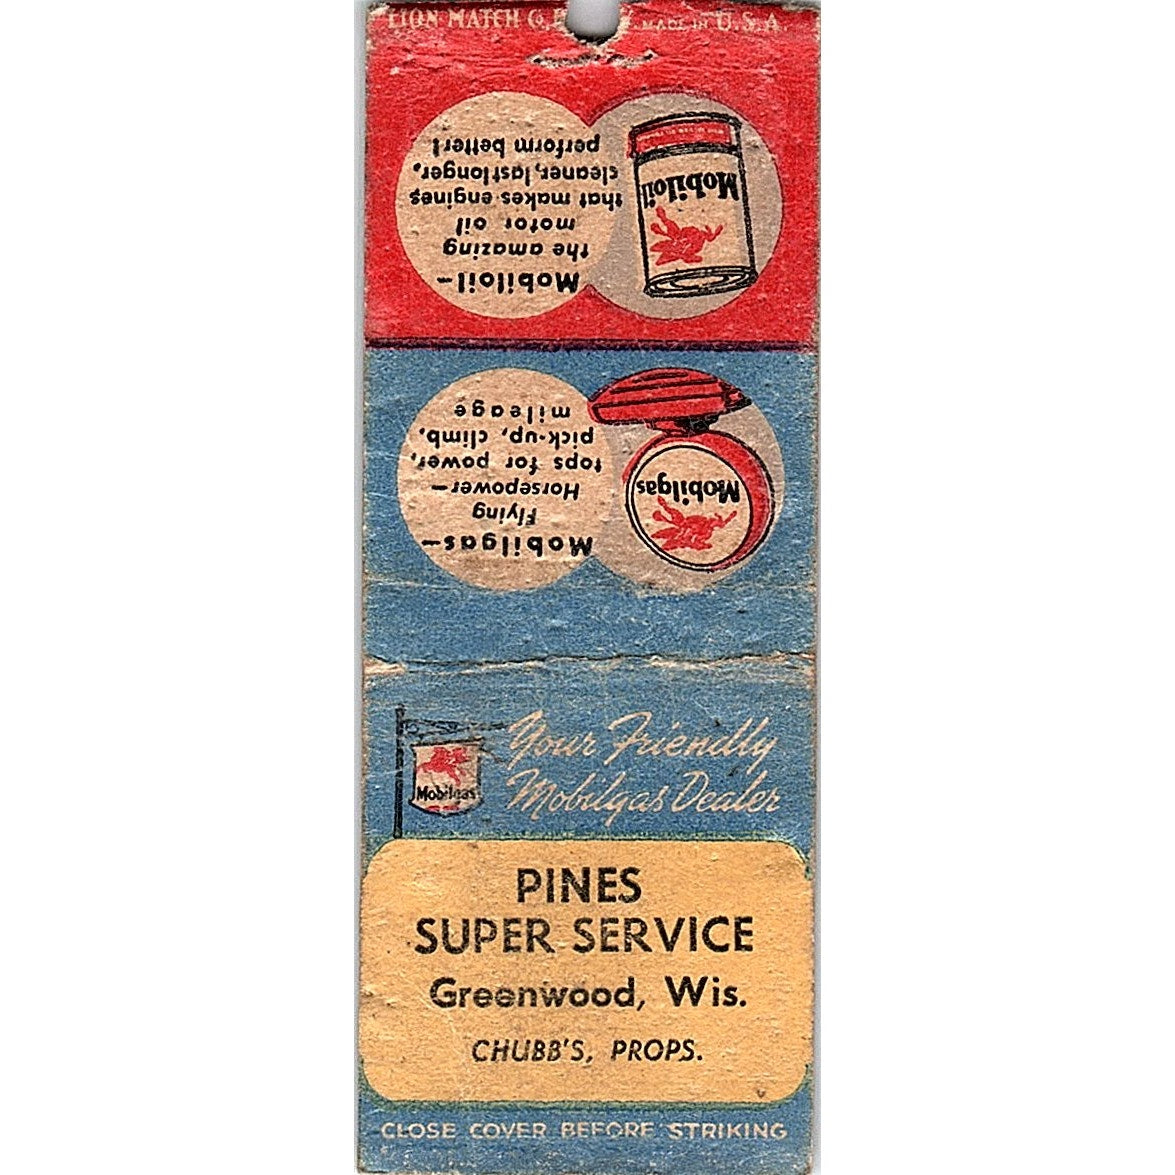 LION MATCH CO. MADE IN U.S.A.
Mobiloil
Mobiloil—
the amazing
motor oil
that makes engines
cleaner, last longer,
perform better!
Mobilgas
Mobilgas—
Flying
Horsepower—
tops for power,
pick-up, climb,
mileage
Mobilgas
Your Friendly
Mobilgas Dealer
PINES
SUPER SERVICE
Greenwood, Wis.
CHUBB'S, PROPS.
CLOSE COVER BEFORE STRIKING